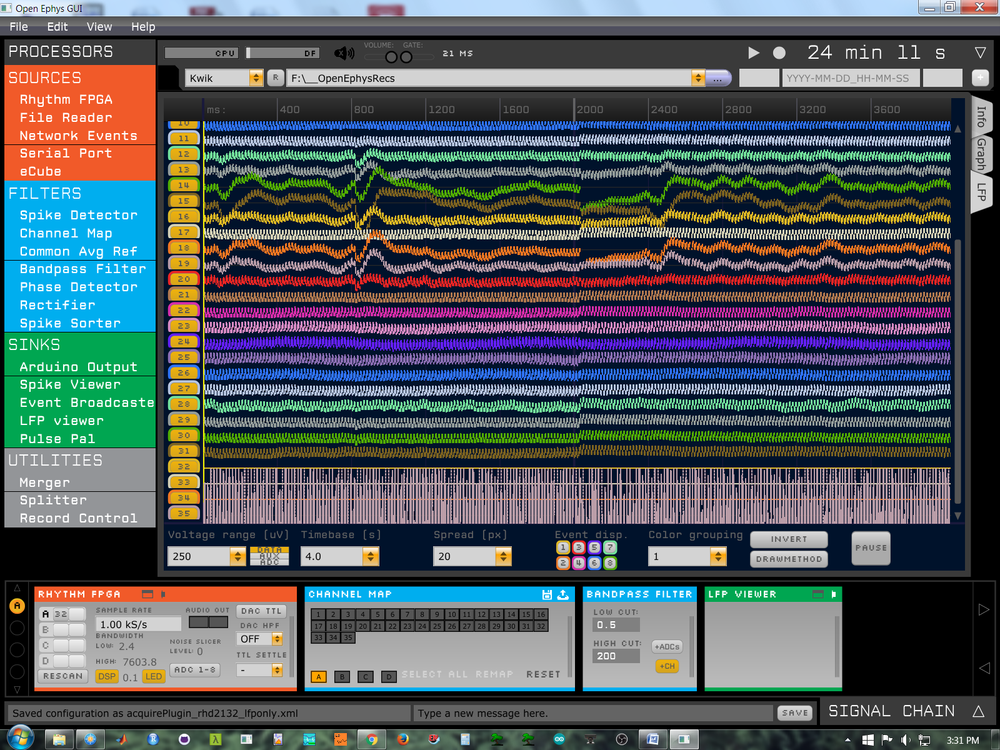 Open Ephys GUI
File Edit View Help
PROCESSORS
SOURCES
Rhythm FPGA
File Reader
Network Events
Serial Port
eCube
FILTERS
Spike Detector
Channel Map
Common Avg Ref
Bandpass Filter
Phase Detector
Rectifier
Spike Sorter
SINKS
Arduino Output
Spike Viewer
Event Broadcaste
LFP viewer
Pulse Pal
UTILITIES
Merger
Splitter
Record Control
CPU DF VOLUME: GATE: 21 MS 24 min 11 s
Kwik R F:\__OpenEphysRecs ... YYYY-MM-DD_HH-MM-SS +
Info
Graph
LFP
ms: 400 800 1200 1600 2000 2400 2800 3200 3600
10
11
12
13
14
15
16
17
18
19
20
21
22
23
24
25
26
27
28
29
30
31
32
33
34
35
Voltage range (uV) Timebase (s) Spread (px) Event disp. Color grouping
250 DATA AUX ADC 4.0 20 1 3 5 7 1 INVERT PAUSE
2 4 6 8 DRAWMETHOD
A
RHYTHM FPGA
A 32
B
C
D
RESCAN
SAMPLE RATE
1.00 kS/s
BANDWIDTH
LOW: 2.4
HIGH: 7603.8
DSP 0.1 LED
AUDIO OUT
NOISE SLICER
LEVEL: 0
ADC 1-8
DAC TTL
DAC HPF
OFF
TTL SETTLE
-
CHANNEL MAP
1 2 3 4 5 6 7 8 9 10 11 12 13 14 15 16
17 18 19 20 21 22 23 24 25 26 27 28 29 30 31 32
33 34 35
A B C D SELECT ALL REMAP RESET
BANDPASS FILTER
LOW CUT:
0.5
HIGH CUT:
200
+ADCs
+CH
LFP VIEWER
Saved configuration as acquirePlugin_rhd2132_lfponly.xml
Type a new message here.
SAVE
SIGNAL CHAIN
3:31 PM